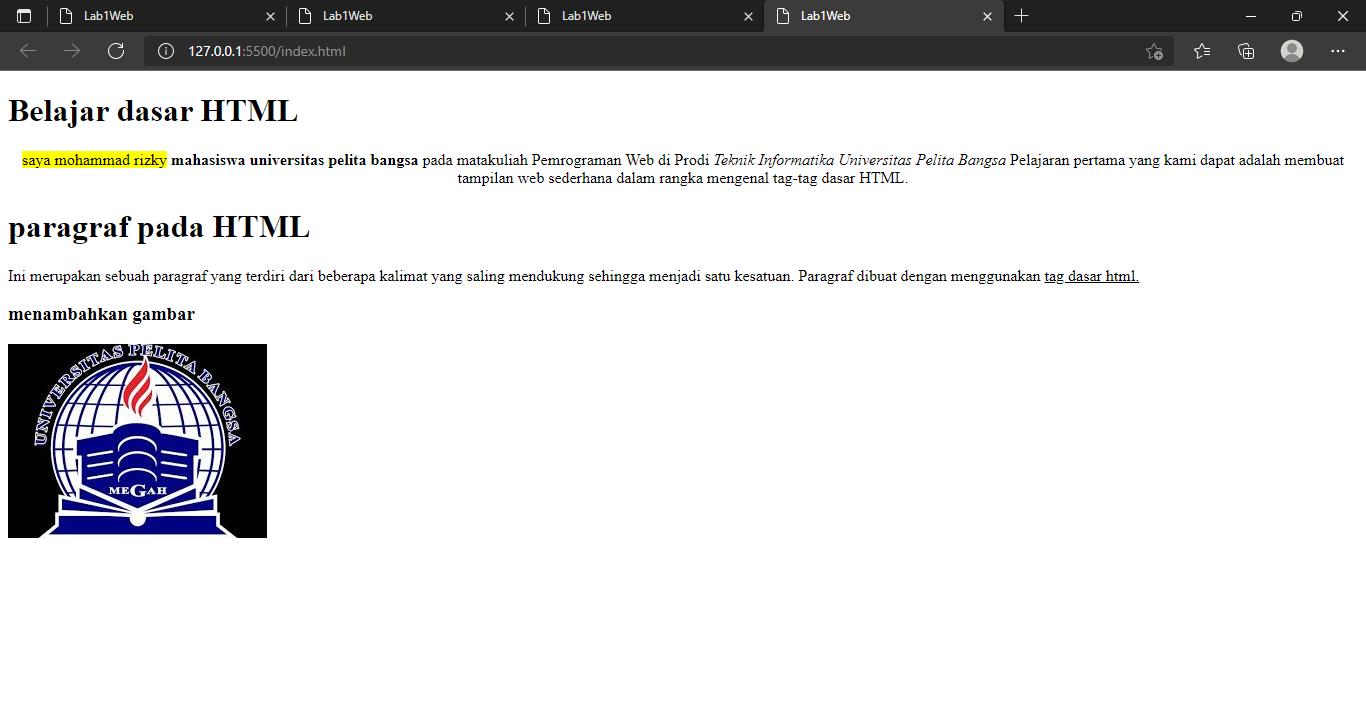 Lab1Web Lab1Web Lab1Web Lab1Web
127.0.0.1:5500/index.html
Belajar dasar HTML
saya mohammad rizky mahasiswa universitas pelita bangsa pada matakuliah Pemrograman Web di Prodi Teknik Informatika Universitas Pelita Bangsa Pelajaran pertama yang kami dapat adalah membuat
tampilan web sederhana dalam rangka mengenal tag-tag dasar HTML.
paragraf pada HTML
Ini merupakan sebuah paragraf yang terdiri dari beberapa kalimat yang saling mendukung sehingga menjadi satu kesatuan. Paragraf dibuat dengan menggunakan tag dasar html.
menambahkan gambar
UNIVERSITAS PELITA BANGSA
MEGAH